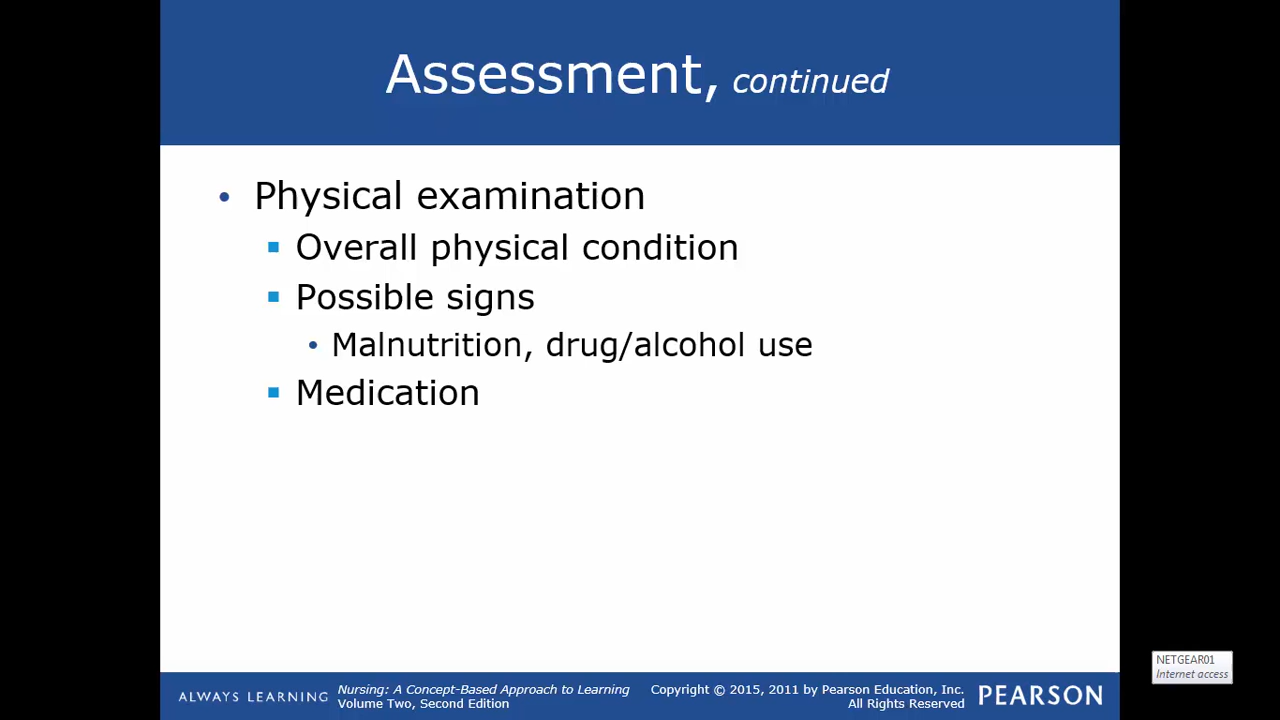 Assessment, continued
• Physical examination
▪ Overall physical condition
▪ Possible signs
• Malnutrition, drug/alcohol use
▪ Medication
NETGEAR01
Internet access
ALWAYS LEARNING
Nursing: A Concept-Based Approach to Learning
Volume Two, Second Edition
Copyright © 2015, 2011 by Pearson Education, Inc.
All Rights Reserved
PEARSON